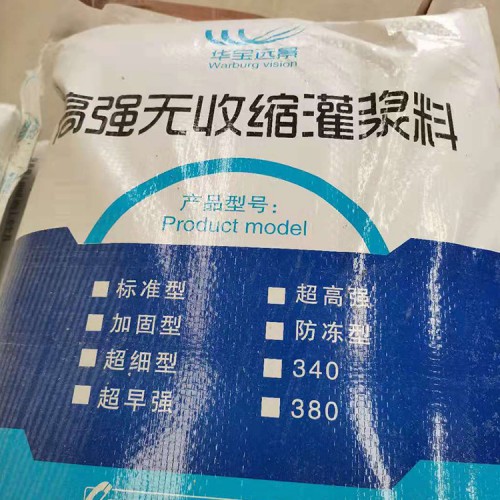 华宝远景
Warburg vision
高强无收缩灌浆料
产品型号:
Product model
标准型
超高强
加固型
防冻型
超细型
340
超早强
380